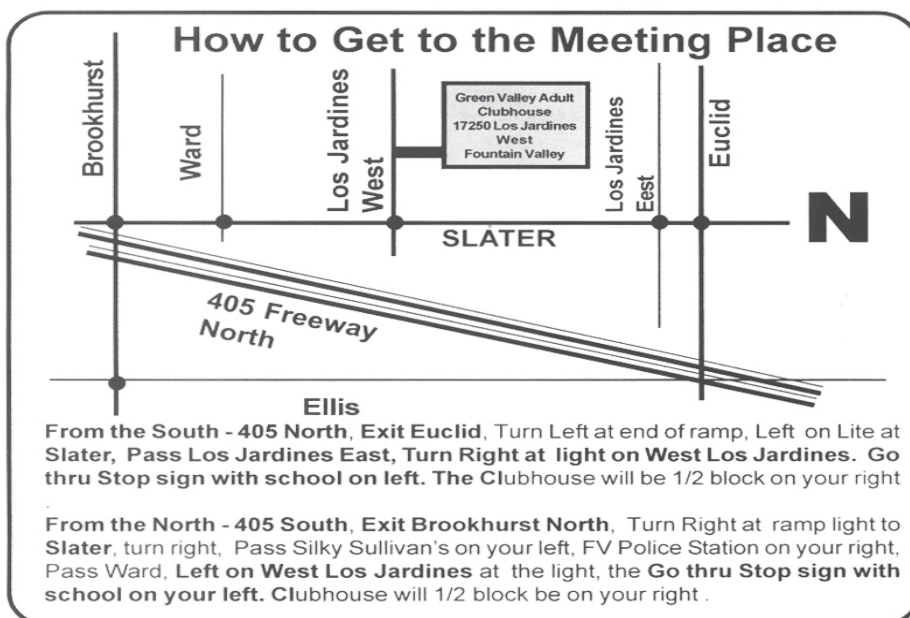 How to Get to the Meeting Place
Brookhurst
Ward
Los Jardines
West
Green Valley Adult
Clubhouse
17250 Los Jardines
West
Fountain Valley
Los Jardines
Eest
Euclid
N
SLATER
405 Freeway
North
Ellis
From the South - 405 North, Exit Euclid, Turn Left at end of ramp, Left on Lite at
Slater, Pass Los Jardines East, Turn Right at light on West Los Jardines. Go
thru Stop sign with school on left. The Clubhouse will be 1/2 block on your right
.
From the North - 405 South, Exit Brookhurst North, Turn Right at ramp light to
Slater, turn right, Pass Silky Sullivan's on your left, FV Police Station on your right,
Pass Ward, Left on West Los Jardines at the light, the Go thru Stop sign with
school on your left. Clubhouse will 1/2 block be on your right .